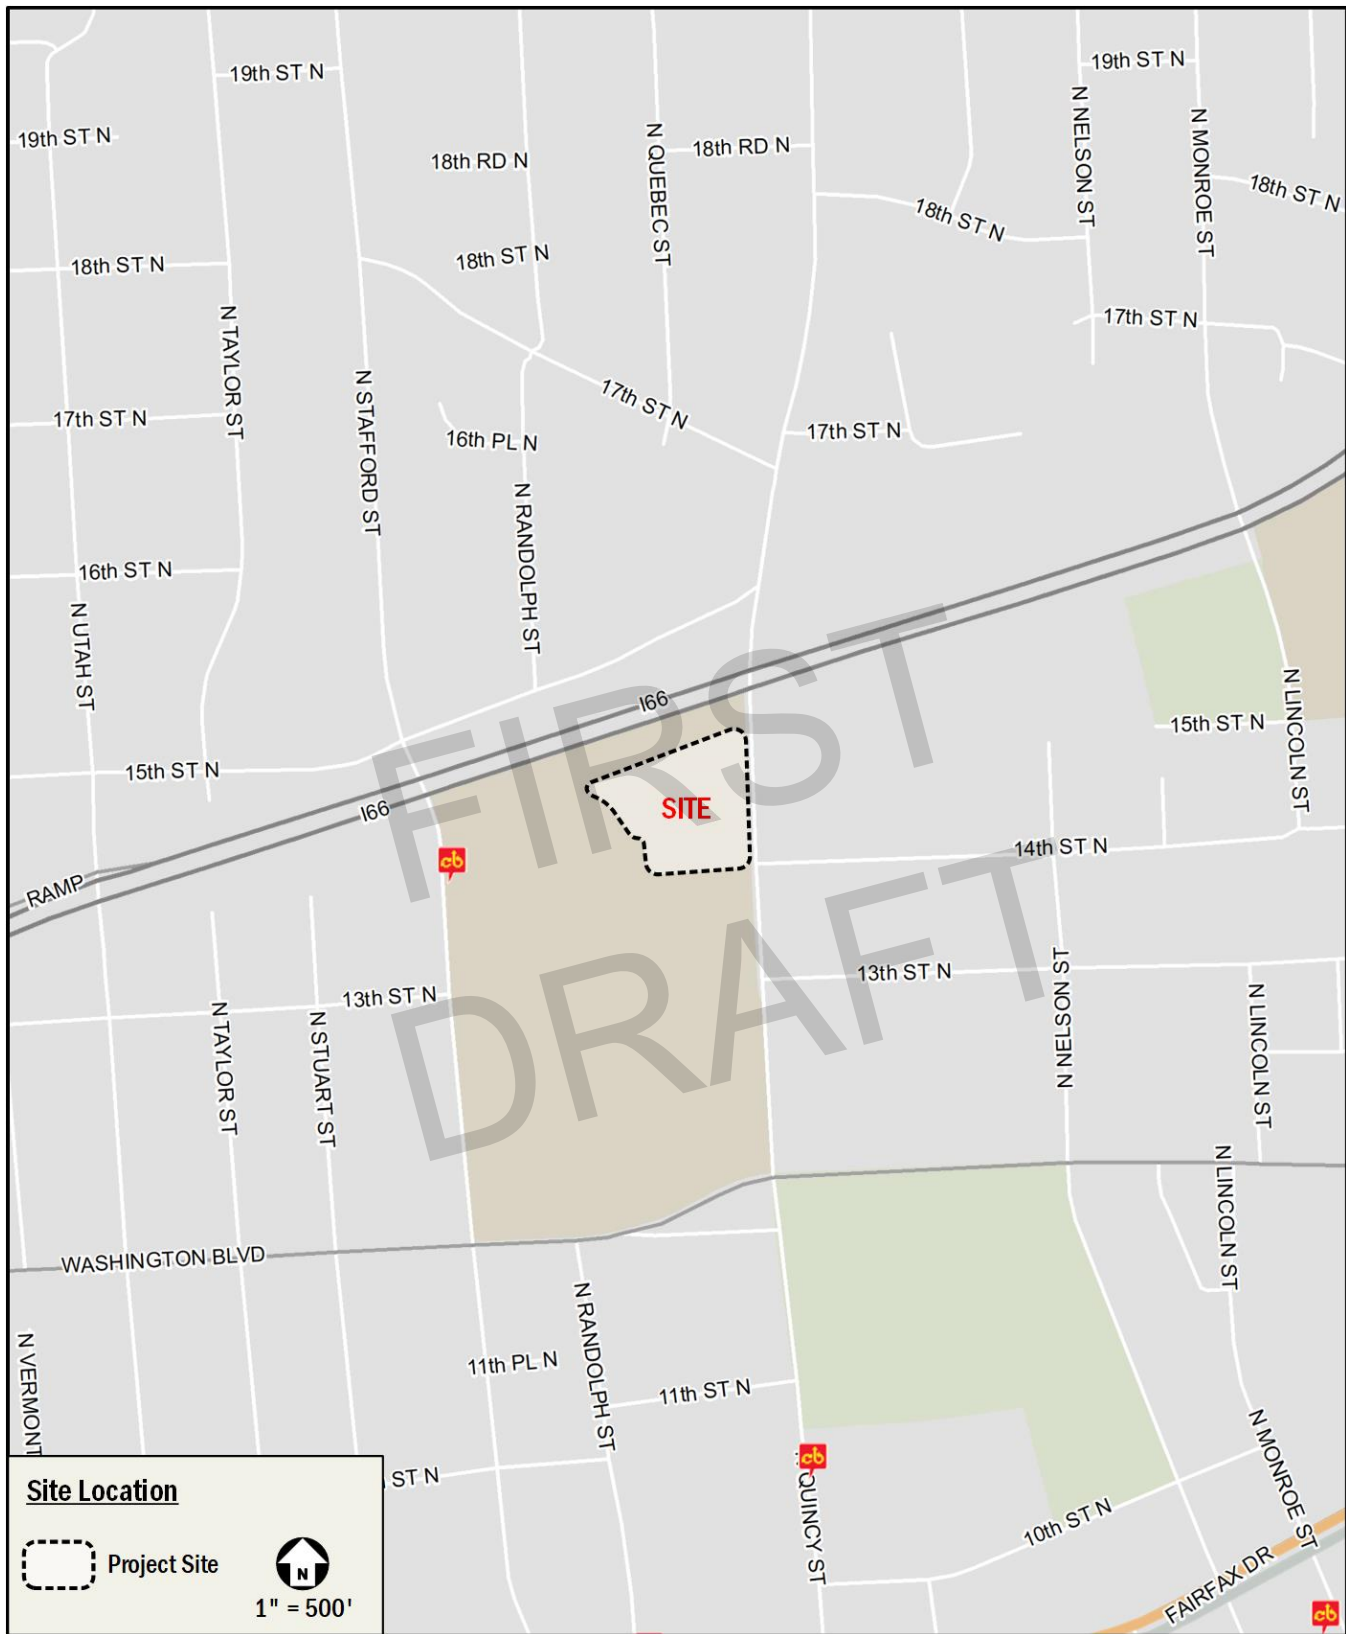 19th ST N
19th ST N
19th ST N
18th RD N
18th RD N
N QUEBEC ST
N NELSON ST
N MONROE ST
18th ST N
18th ST N
18th ST N
18th ST N
N TAYLOR ST
17th ST N
N STAFFORD ST
17th ST N
17th ST N
17th ST N
16th PL N
N RANDOLPH ST
16th ST N
N UTAH ST
FIRST
DRAFT
I66
15th ST N
N LINCOLN ST
15th ST N
I66
SITE
14th ST N
cb
RAMP
13th ST N
N NELSON ST
13th ST N
N TAYLOR ST
N STUART ST
N LINCOLN ST
N LINCOLN ST
WASHINGTON BLVD
N VERMONT
N RANDOLPH ST
11th PL N
11th ST N
N MONROE ST
cb
QUINCY ST
ST N
10th ST N
FAIRFAX DR
cb
Site Location
Project Site
N
1" = 500'